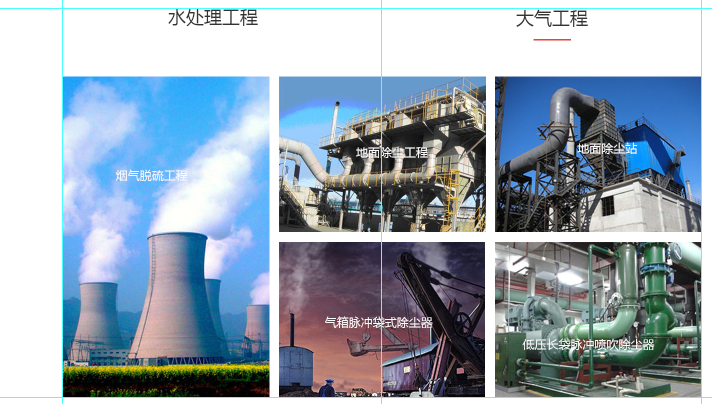 水处理工程
大气工程
烟气脱硫工程
地面除尘工程
地面除尘站
气箱脉冲袋式除尘器
低压长袋脉冲喷吹除尘器